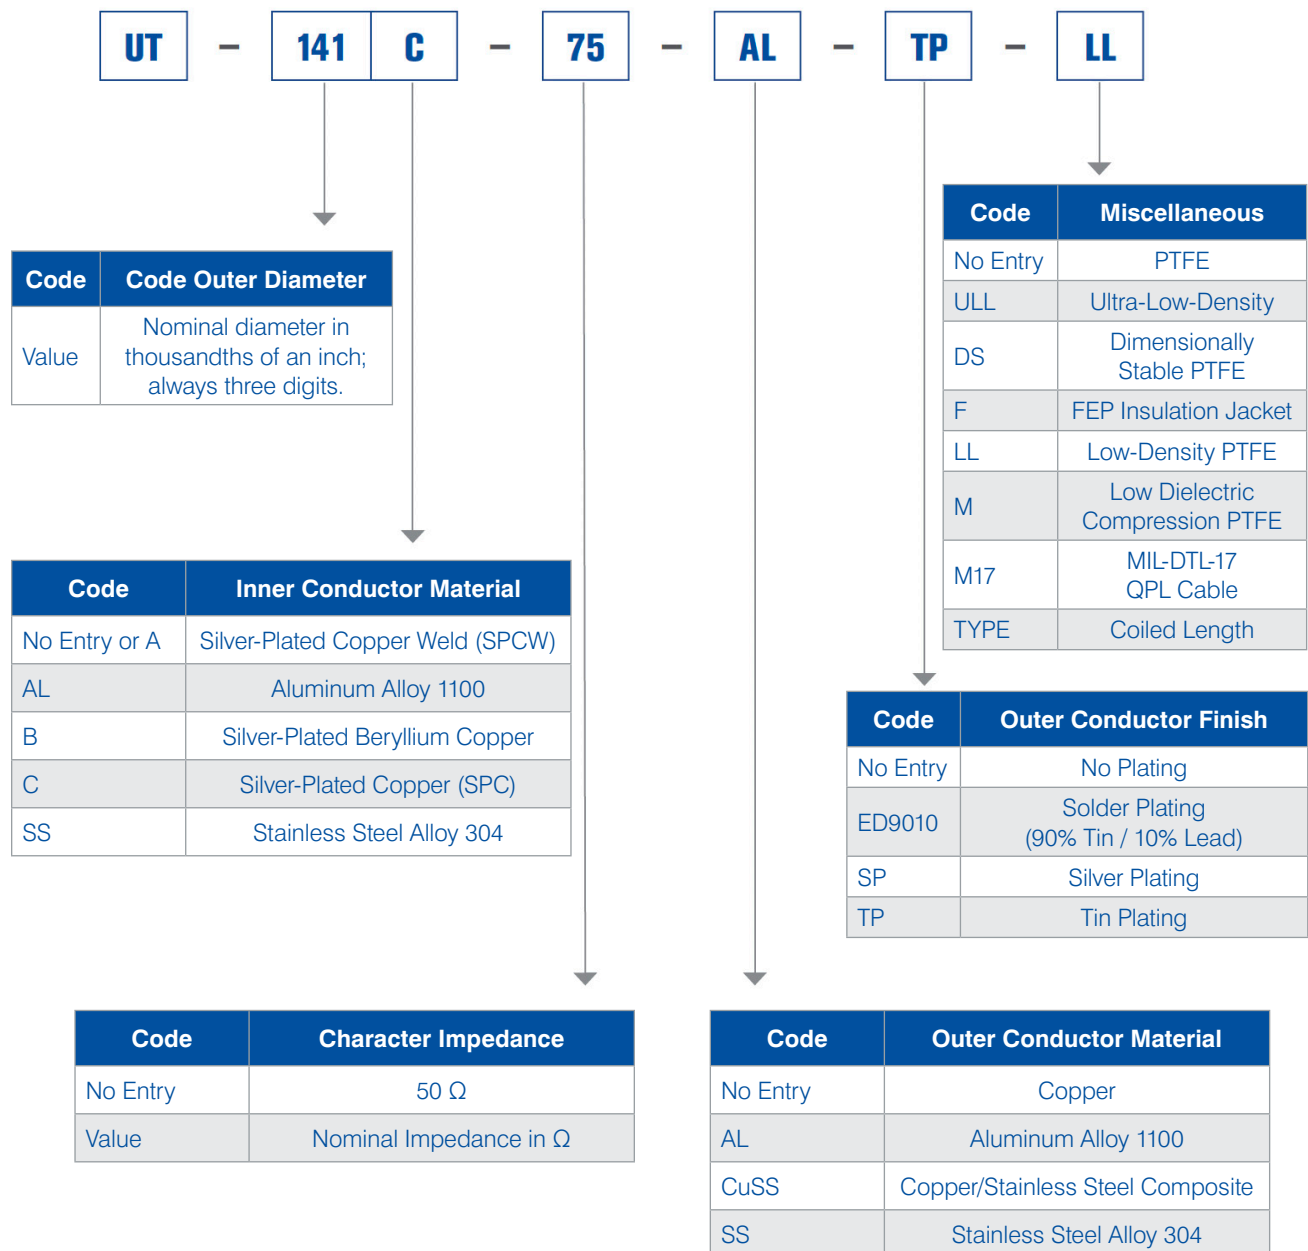 UT – 141 C – 75 – AL – TP – LL
Code Miscellaneous
No Entry PTFE
ULL Ultra-Low-Density
DS Dimensionally
Stable PTFE
F FEP Insulation Jacket
LL Low-Density PTFE
M Low Dielectric
Compression PTFE
M17 MIL-DTL-17
QPL Cable
TYPE Coiled Length
Code Code Outer Diameter
Value Nominal diameter in
thousandths of an inch;
always three digits.
Code Inner Conductor Material
No Entry or A Silver-Plated Copper Weld (SPCW)
AL Aluminum Alloy 1100
B Silver-Plated Beryllium Copper
C Silver-Plated Copper (SPC)
SS Stainless Steel Alloy 304
Code Outer Conductor Finish
No Entry No Plating
ED9010 Solder Plating
(90% Tin / 10% Lead)
SP Silver Plating
TP Tin Plating
Code Character Impedance
No Entry 50 Ω
Value Nominal Impedance in Ω
Code Outer Conductor Material
No Entry Copper
AL Aluminum Alloy 1100
CuSS Copper/Stainless Steel Composite
SS Stainless Steel Alloy 304